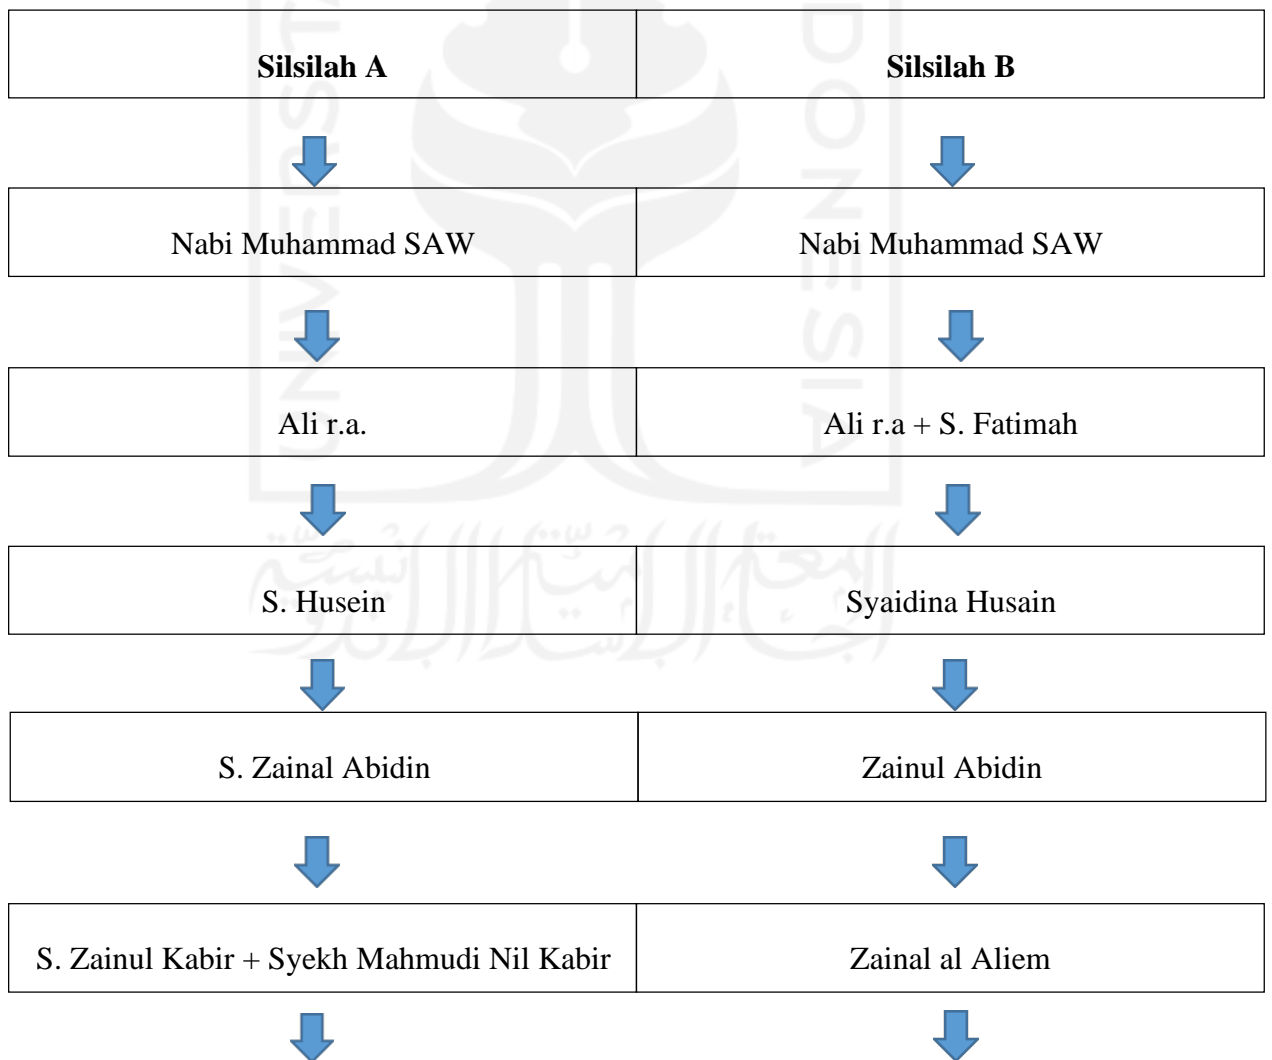 Silsilah A
Silsilah B
Nabi Muhammad SAW
Nabi Muhammad SAW
Ali r.a.
Ali r.a + S. Fatimah
S. Husein
Syaidina Husain
S. Zainal Abidin
Zainul Abidin
S. Zainul Kabir + Syekh Mahmudi Nil Kabir
Zainal al Aliem